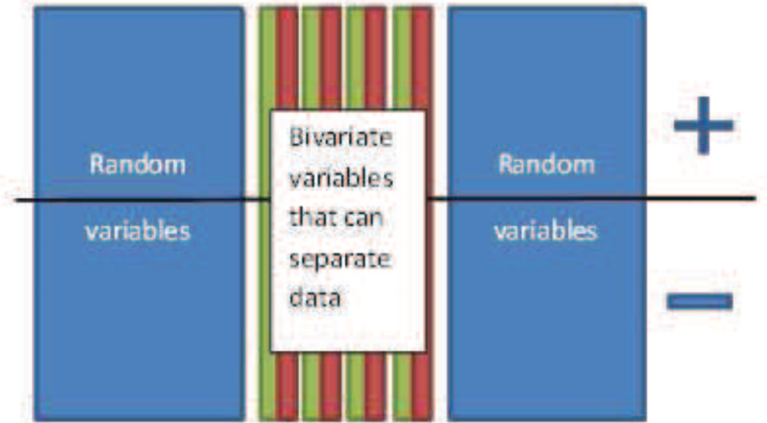 Random
variables
Bivariate
variables
that can
separate
data
Random
variables
+
−